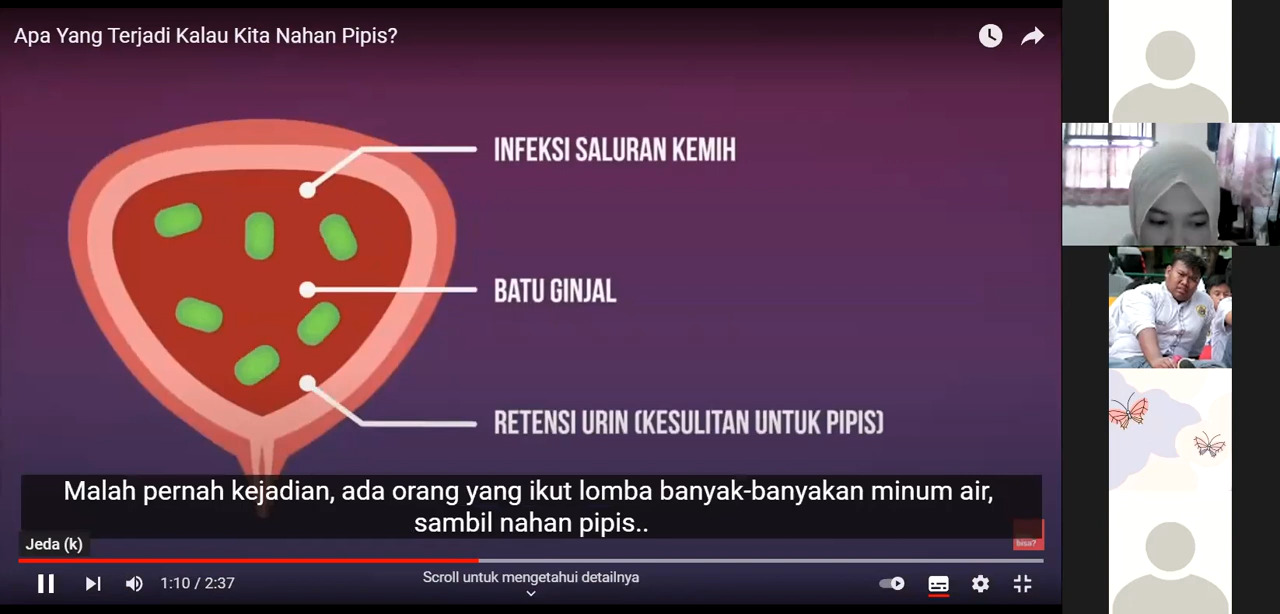 Apa Yang Terjadi Kalau Kita Nahan Pipis?
INFEKSI SALURAN KEMIH
BATU GINJAL
RETENSI URIN (KESULITAN UNTUK PIPIS)
Malah pernah kejadian, ada orang yang ikut lomba banyak-banyakan minum air,
sambil nahan pipis..
bisa?
Jeda (k)
1:10 / 2:37
Scroll untuk mengetahui detailnya